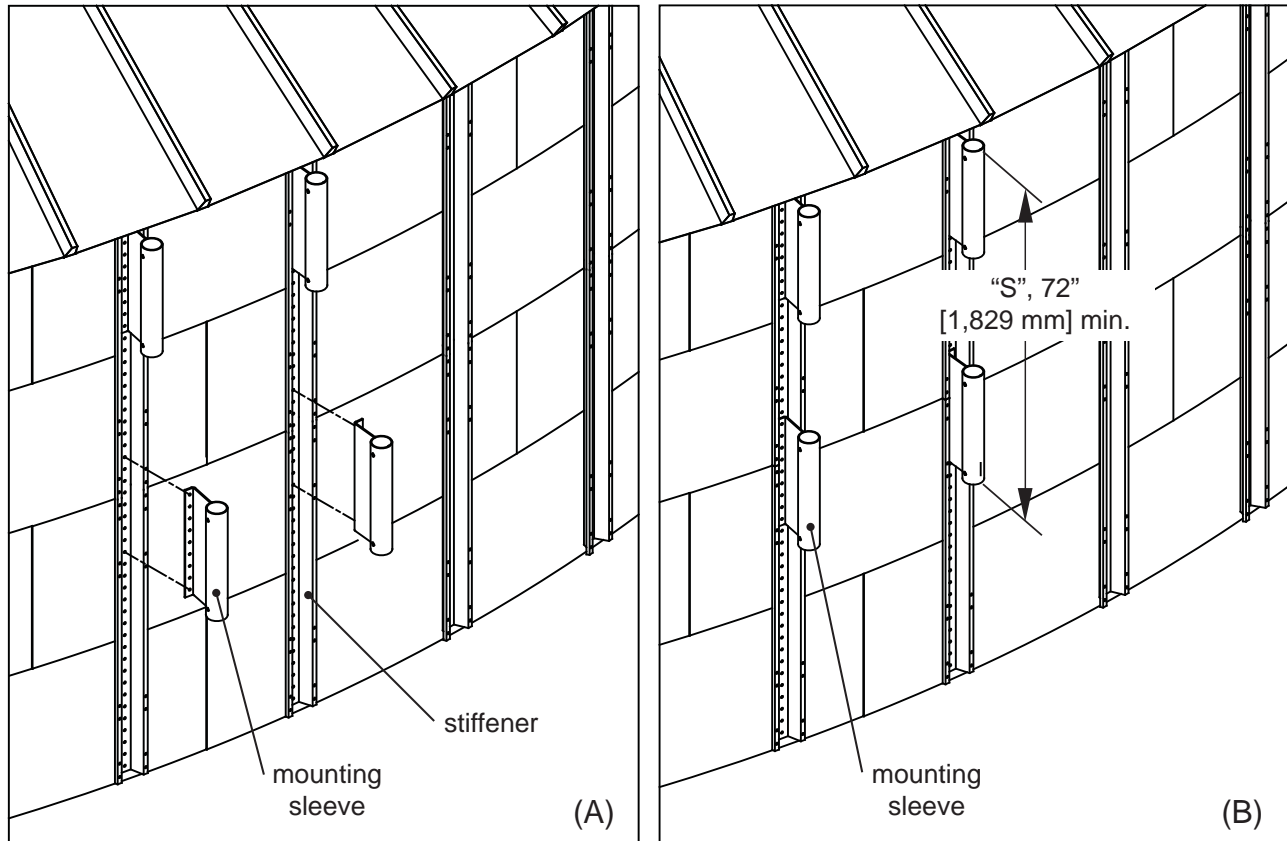 stiffener
mounting
sleeve
(A)
“S”, 72”
[1,829 mm] min.
mounting
sleeve
(B)